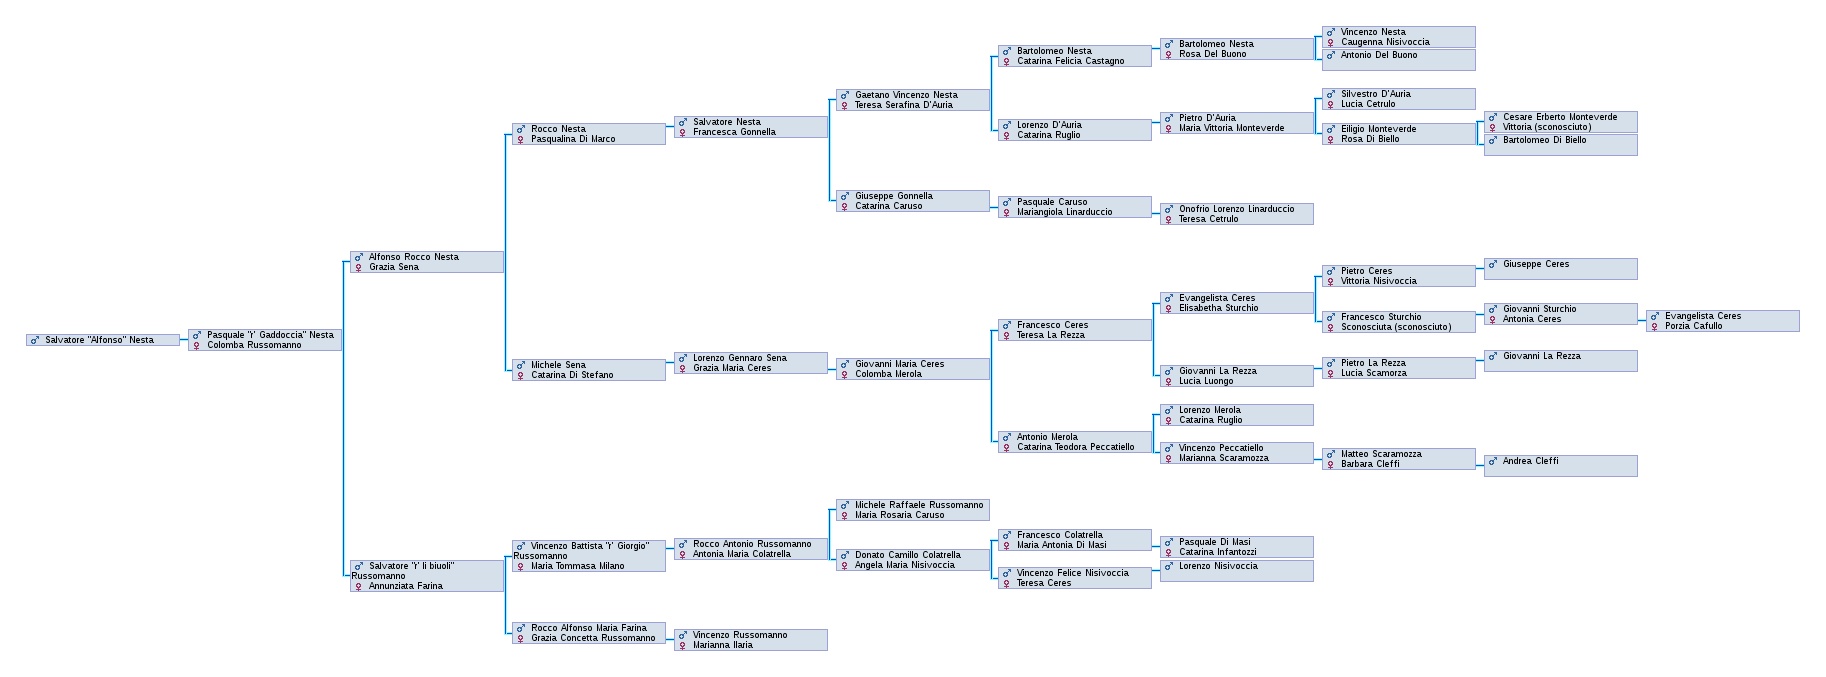 Salvatore "Alfonso" Nesta
Pasquale "r' Gaddoccia" Nesta
Colomba Russomanno
Alfonso Rocco Nesta
Grazia Sena
Salvatore "r' li biuoli"
Russomanno
Annunziata Farina
Rocco Nesta
Pasqualina Di Marco
Michele Sena
Catarina Di Stefano
Vincenzo Battista "r' Giorgio"
Russomanno
Maria Tommasa Milano
Rocco Alfonso Maria Farina
Grazia Concetta Russomanno
Salvatore Nesta
Francesca Gonnella
Lorenzo Gennaro Sena
Grazia Maria Ceres
Rocco Antonio Russomanno
Antonia Maria Colatrella
Vincenzo Russomanno
Marianna Ilaria
Gaetano Vincenzo Nesta
Teresa Serafina D'Auria
Giuseppe Gonnella
Catarina Caruso
Giovanni Maria Ceres
Colomba Merola
Michele Raffaele Russomanno
Maria Rosaria Caruso
Donato Camillo Colatrella
Angela Maria Nisivoccia
Bartolomeo Nesta
Catarina Felicia Castagno
Lorenzo D'Auria
Catarina Ruglio
Pasquale Caruso
Mariangiola Linarduccio
Francesco Ceres
Teresa La Rezza
Antonio Merola
Catarina Teodora Peccatiello
Francesco Colatrella
Maria Antonia Di Masi
Vincenzo Felice Nisivoccia
Teresa Ceres
Bartolomeo Nesta
Rosa Del Buono
Pietro D'Auria
Maria Vittoria Monteverde
Onofrio Lorenzo Linarduccio
Teresa Cetrulo
Evangelista Ceres
Elisabetha Sturchio
Giovanni La Rezza
Lucia Luongo
Lorenzo Merola
Catarina Ruglio
Vincenzo Peccatiello
Marianna Scaramozza
Pasquale Di Masi
Catarina Infantozzi
Lorenzo Nisivoccia
Vincenzo Nesta
Caugenna Nisivoccia
Antonio Del Buono
Silvestro D'Auria
Lucia Cetrulo
Eiligio Monteverde
Rosa Di Biello
Pietro Ceres
Vittoria Nisivoccia
Francesco Sturchio
Sconosciuta (sconosciuto)
Pietro La Rezza
Lucia Scamorza
Matteo Scaramozza
Barbara Cleffi
Cesare Erberto Monteverde
Vittoria (sconosciuto)
Bartolomeo Di Biello
Giuseppe Ceres
Giovanni Sturchio
Antonia Ceres
Giovanni La Rezza
Andrea Cleffi
Evangelista Ceres
Porzia Cafullo